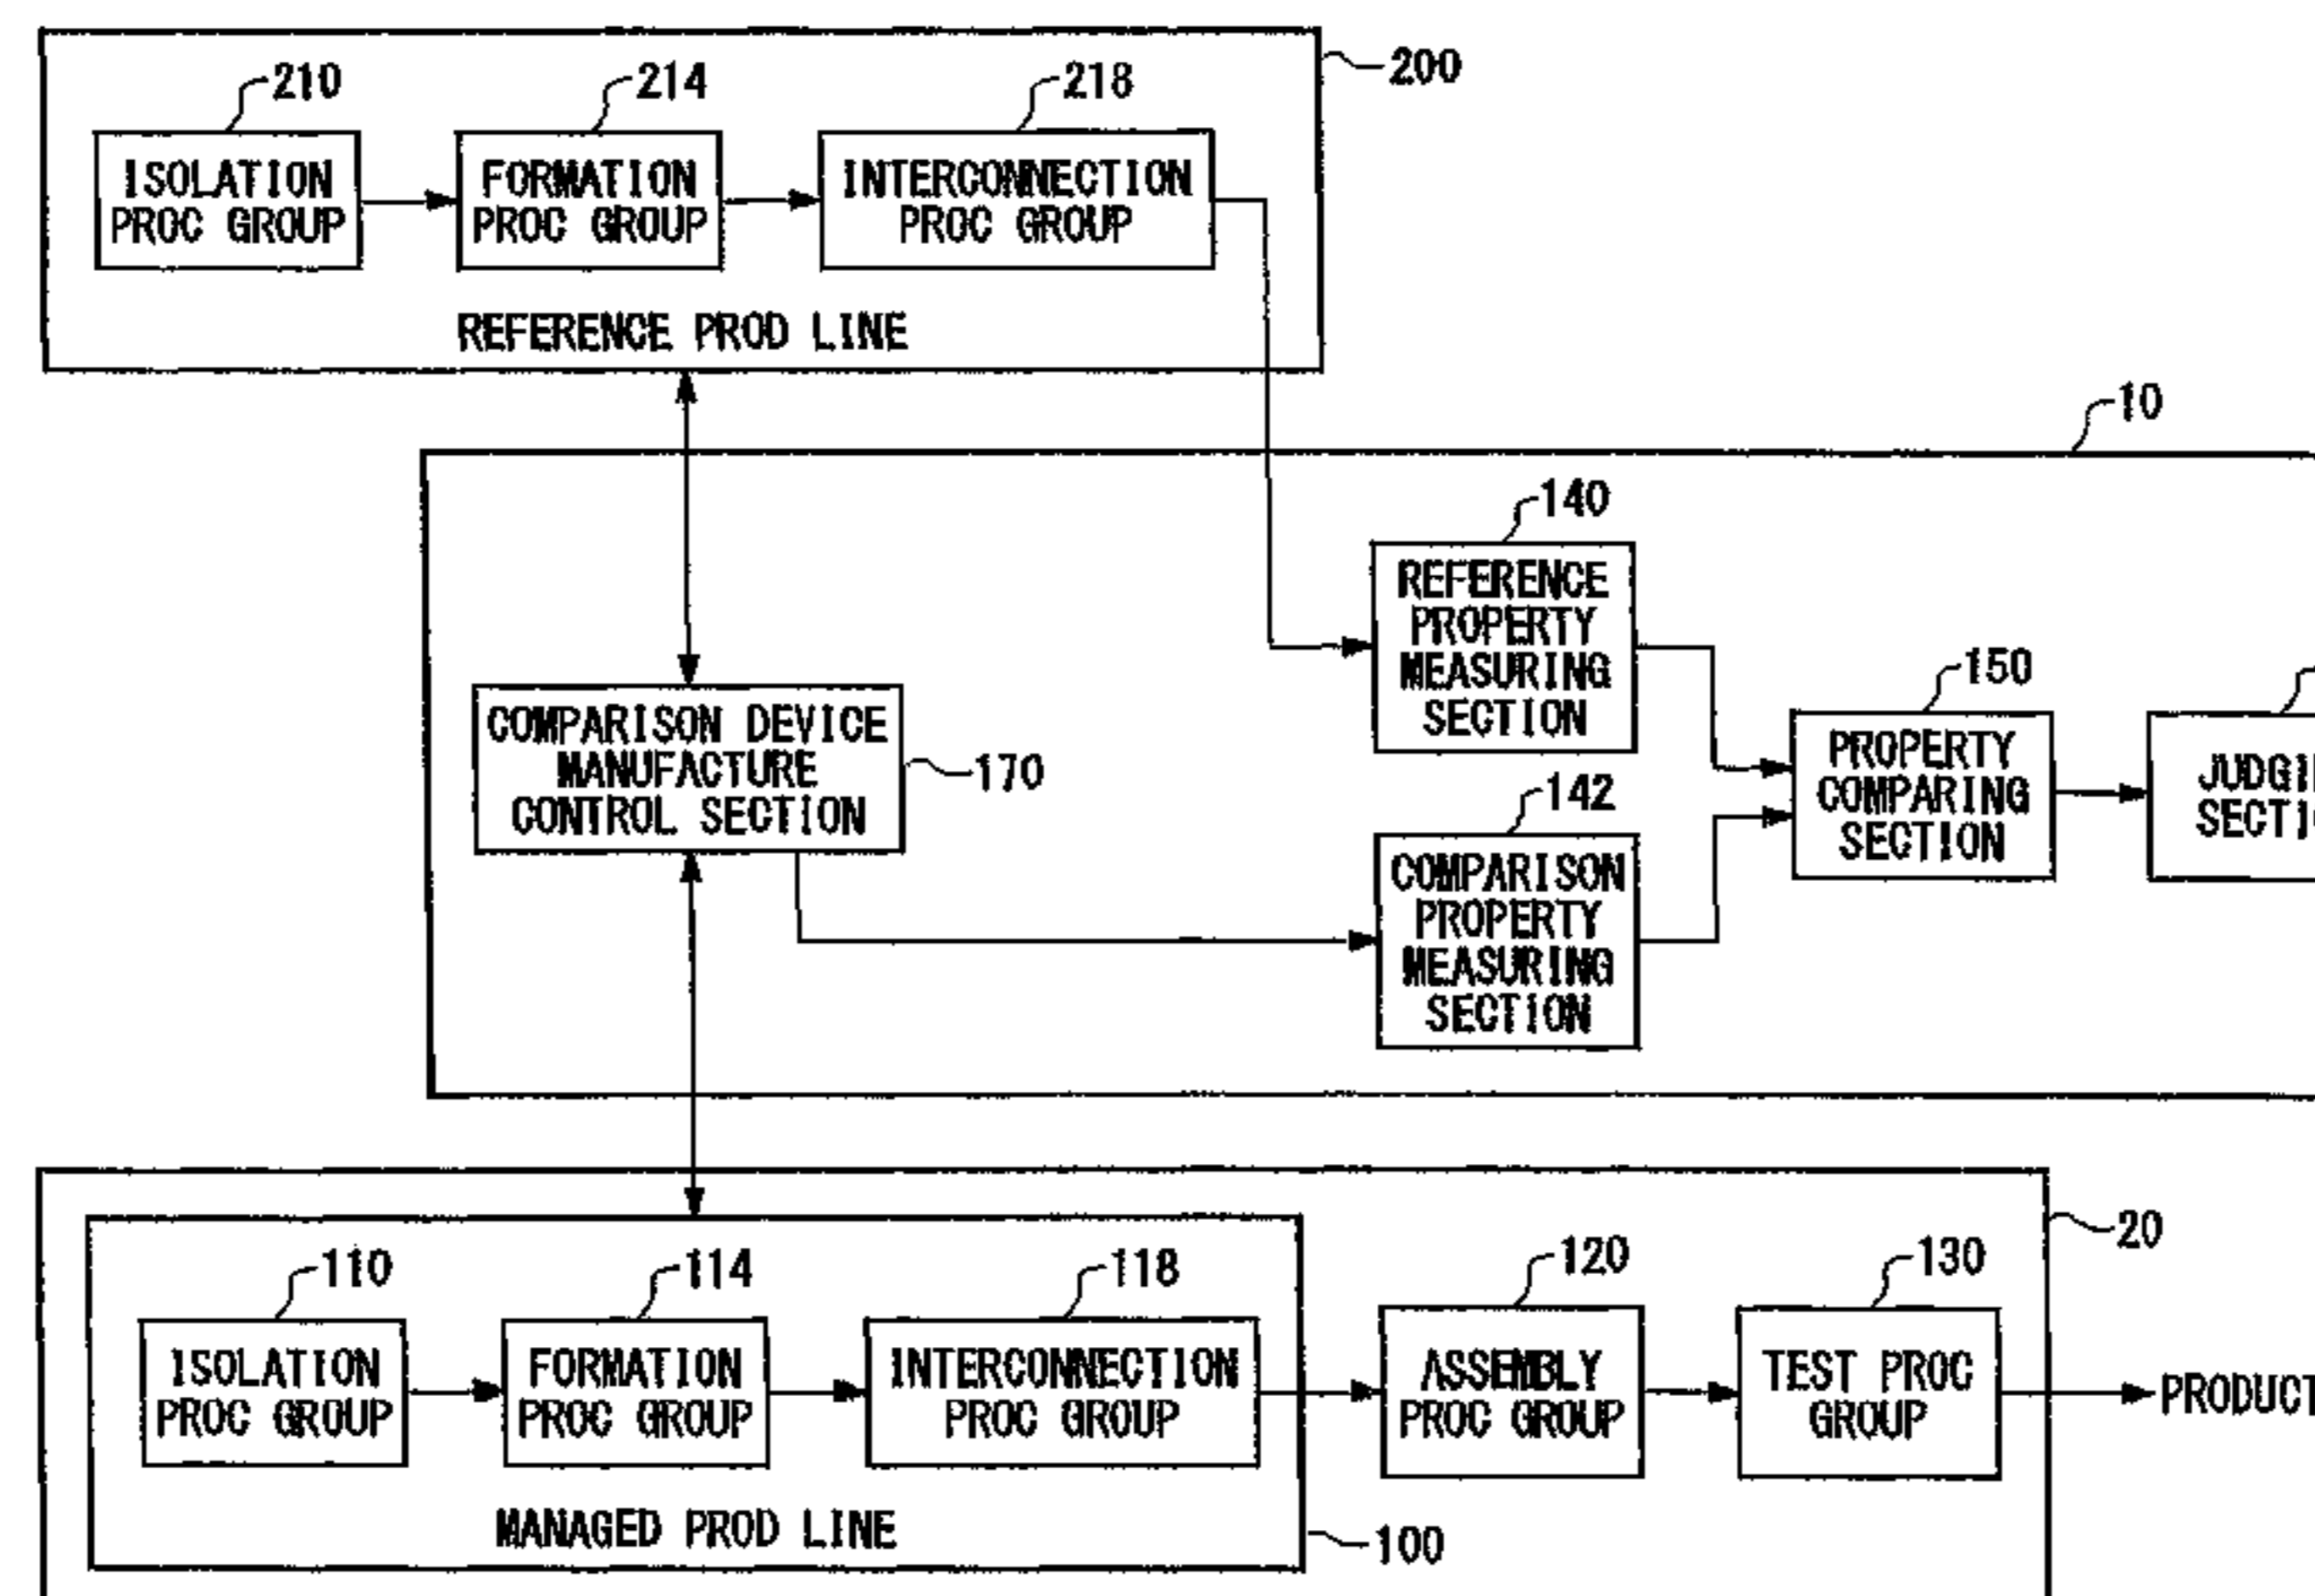 210
214
218
200
ISOLATION
PROC GROUP
FORMATION
PROC GROUP
INTERCONNECTION
PROC GROUP
REFERENCE PROD LINE
10
140
REFERENCE
PROPERTY
MEASURING
SECTION
150
PROPERTY
COMPARING
SECTION
COMPARISON DEVICE
MANUFACTURE
CONTROL SECTION
170
142
COMPARISON
PROPERTY
MEASURING
SECTION
20
110
114
118
120
130
ISOLATION
PROC GROUP
FORMATION
PROC GROUP
INTERCONNECTION
PROC GROUP
ASSEMBLY
PROC GROUP
TEST PROC
GROUP
PRODUCT
MANAGED PROD LINE
100